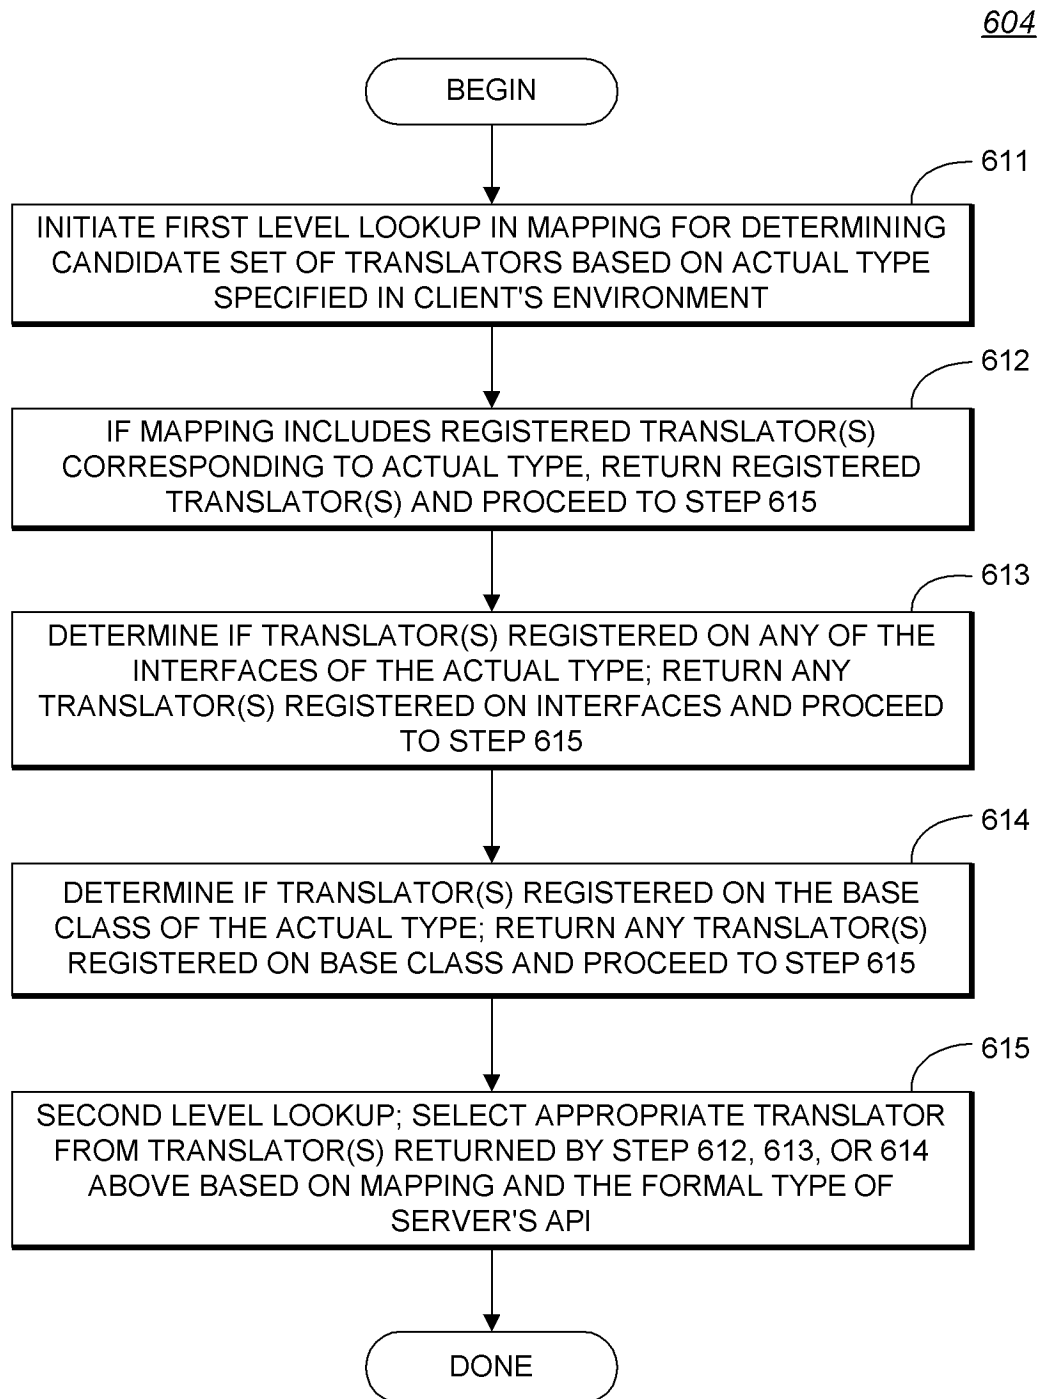 604
BEGIN
611
INITIATE FIRST LEVEL LOOKUP IN MAPPING FOR DETERMINING
CANDIDATE SET OF TRANSLATORS BASED ON ACTUAL TYPE
SPECIFIED IN CLIENT'S ENVIRONMENT
612
IF MAPPING INCLUDES REGISTERED TRANSLATOR(S)
CORRESPONDING TO ACTUAL TYPE, RETURN REGISTERED
TRANSLATOR(S) AND PROCEED TO STEP 615
613
DETERMINE IF TRANSLATOR(S) REGISTERED ON ANY OF THE
INTERFACES OF THE ACTUAL TYPE; RETURN ANY
TRANSLATOR(S) REGISTERED ON INTERFACES AND PROCEED
TO STEP 615
614
DETERMINE IF TRANSLATOR(S) REGISTERED ON THE BASE
CLASS OF THE ACTUAL TYPE; RETURN ANY TRANSLATOR(S)
REGISTERED ON BASE CLASS AND PROCEED TO STEP 615
615
SECOND LEVEL LOOKUP; SELECT APPROPRIATE TRANSLATOR
FROM TRANSLATOR(S) RETURNED BY STEP 612, 613, OR 614
ABOVE BASED ON MAPPING AND THE FORMAL TYPE OF
SERVER'S API
DONE